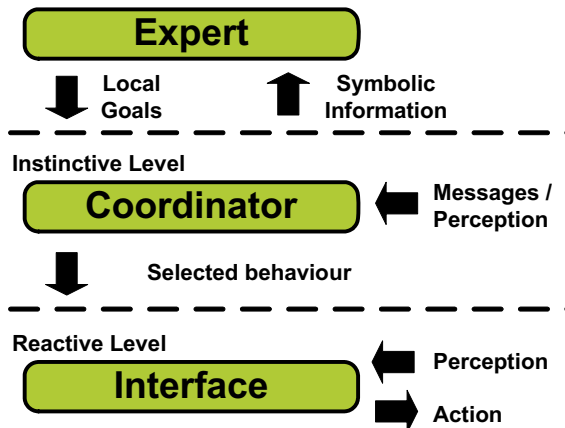 Expert
Local
Goals
Symbolic
Information
Instinctive Level
Coordinator
Messages /
Perception
Selected behaviour
Reactive Level
Interface
Perception
Action